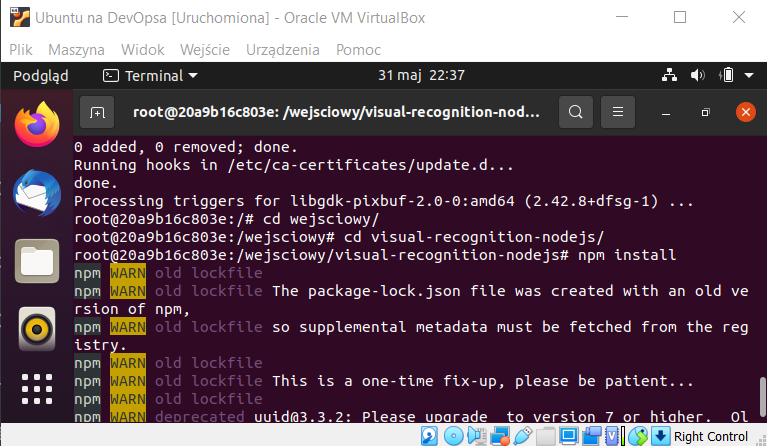 Ubuntu na DevOpsa [Uruchomiona] - Oracle VM VirtualBox
Plik Maszyna Widok Wejście Urządzenia Pomoc
Podgląd Terminal 31 maj 22:37
root@20a9b16c803e: /wejsciowy/visual-recognition-nod...
0 added, 0 removed; done.
Running hooks in /etc/ca-certificates/update.d...
done.
Processing triggers for libgdk-pixbuf-2.0-0:amd64 (2.42.8+dfsg-1) ...
root@20a9b16c803e:/# cd wejsciowy/
root@20a9b16c803e:/wejsciowy# cd visual-recognition-nodejs/
root@20a9b16c803e:/wejsciowy/visual-recognition-nodejs# npm install
npm WARN old lockfile
npm WARN old lockfile The package-lock.json file was created with an old ve
rsion of npm,
npm WARN old lockfile so supplemental metadata must be fetched from the reg
istry.
npm WARN old lockfile
npm WARN old lockfile This is a one-time fix-up, please be patient...
npm WARN old lockfile
npm WARN deprecated uuid@3.3.2: Please upgrade  to version 7 or higher.  Ol
Right Control